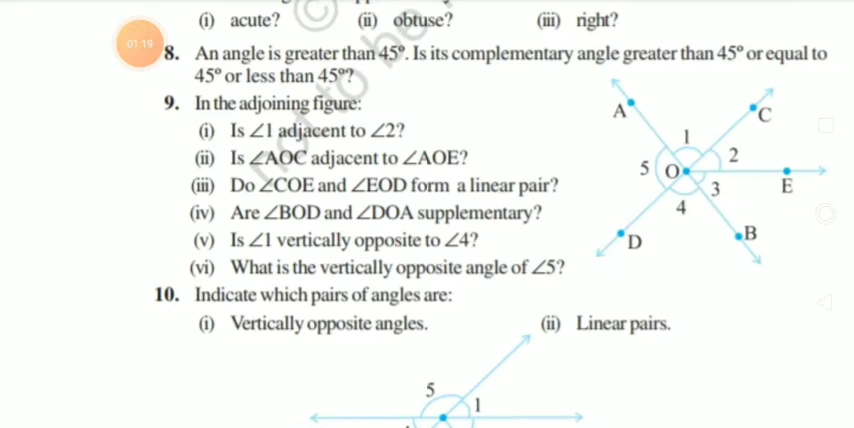 (i) acute? (ii) obtuse? (iii) right?
01:19
8. An angle is greater than 45º. Is its complementary angle greater than 45º or equal to
45º or less than 45º?
9. In the adjoining figure:
(i) Is ∠1 adjacent to ∠2?
(ii) Is ∠AOC adjacent to ∠AOE?
(iii) Do ∠COE and ∠EOD form a linear pair?
(iv) Are ∠BOD and ∠DOA supplementary?
(v) Is ∠1 vertically opposite to ∠4?
(vi) What is the vertically opposite angle of ∠5?
A
C
1
2
5
O
3
E
4
D
B
10. Indicate which pairs of angles are:
(i) Vertically opposite angles. (ii) Linear pairs.
5
1